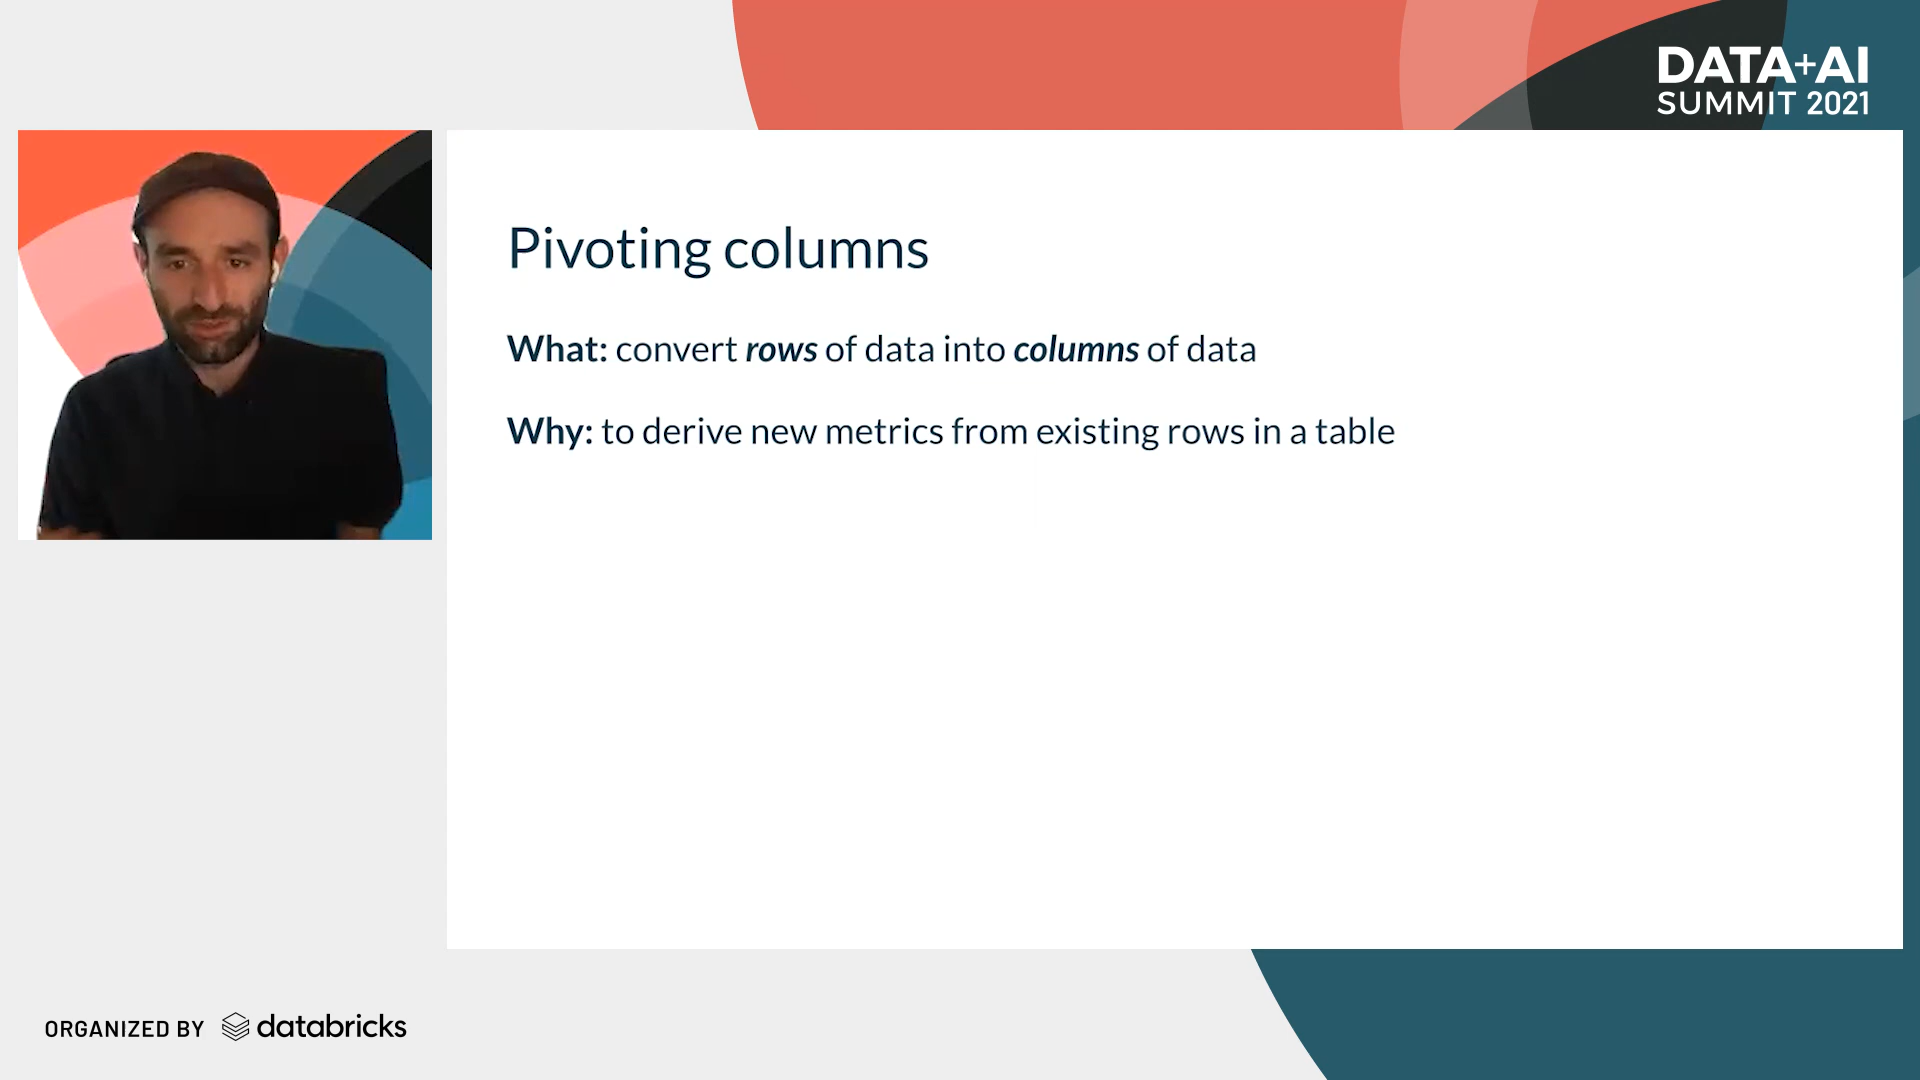 DATA+AI
SUMMIT 2021
Pivoting columns
What: convert rows of data into columns of data
Why: to derive new metrics from existing rows in a table
ORGANIZED BY databricks